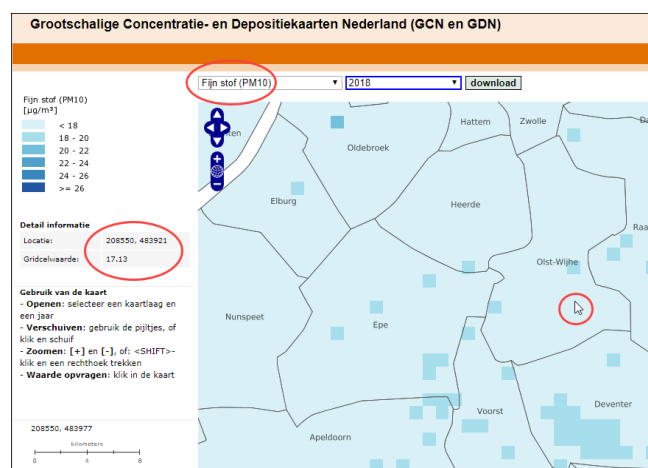 Grootschalige Concentratie- en Depositiekaarten Nederland (GCN en GDN)
Fijn stof (PM10)
2018
download
Fijn stof (PM10)
[µg/m³]
< 18
18 - 20
20 - 22
22 - 24
24 - 26
>= 26
Detail informatie
Locatie: 208550, 483921
Gridcelwaarde: 17.13
Gebruik van de kaart
- Openen: selecteer een kaartlaag en
een jaar
- Verschuiven: gebruik de pijltjes, of
klik en schuif
- Zoomen: [+] en [-], of: <SHIFT>-
klik en een rechthoek trekken
- Waarde opvragen: klik in de kaart
208550, 483977
kilometers
0 4 8
Hattem
Zwolle
Oldebroek
Elburg
Heerde
Olst-Wijhe
Nunspeet
Epe
Voorst
Deventer
Apeldoorn